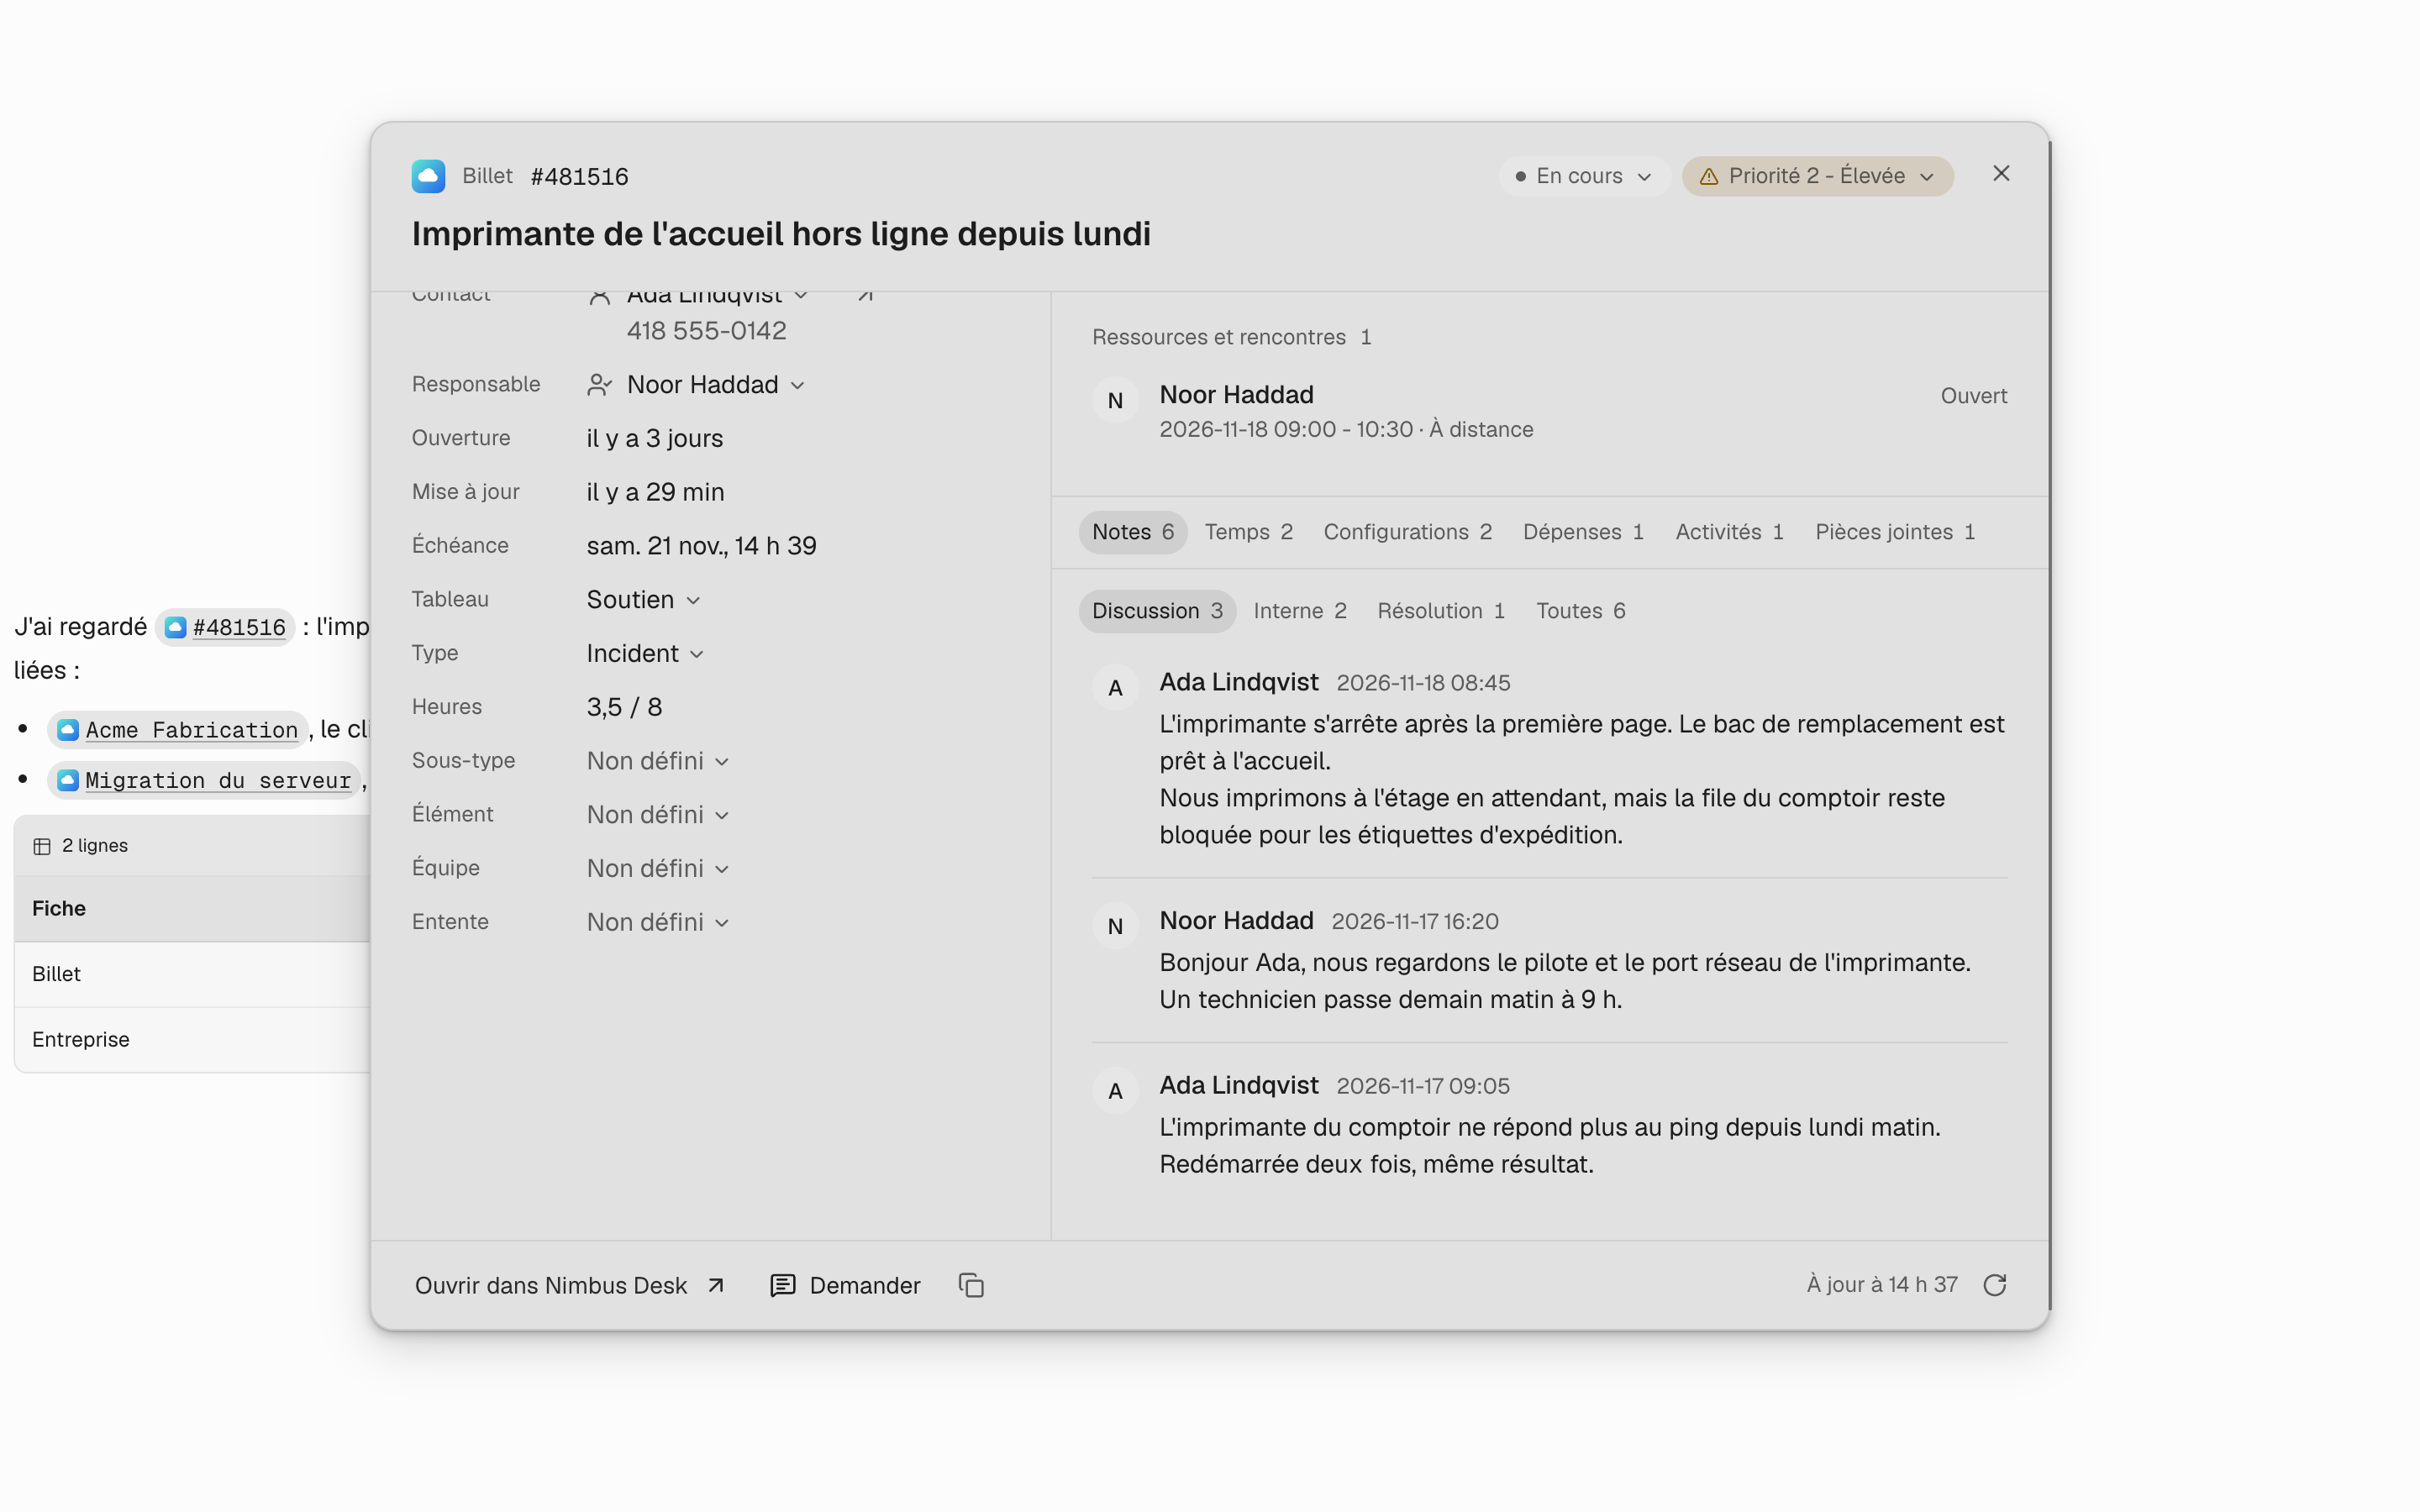 Billet #481516
En cours
Priorité 2 - Élevée
Imprimante de l'accueil hors ligne depuis lundi
Contact Ada Lindqvist
418 555-0142
Responsable Noor Haddad
Ouverture il y a 3 jours
Mise à jour il y a 29 min
Échéance sam. 21 nov., 14 h 39
Tableau Soutien
Type Incident
Heures 3,5 / 8
Sous-type Non défini
Élément Non défini
Équipe Non défini
Entente Non défini
Ressources et rencontres 1
N Noor Haddad Ouvert
2026-11-18 09:00 - 10:30 · À distance
Notes 6 Temps 2 Configurations 2 Dépenses 1 Activités 1 Pièces jointes 1
Discussion 3 Interne 2 Résolution 1 Toutes 6
A Ada Lindqvist 2026-11-18 08:45
L'imprimante s'arrête après la première page. Le bac de remplacement est
prêt à l'accueil.
Nous imprimons à l'étage en attendant, mais la file du comptoir reste
bloquée pour les étiquettes d'expédition.
N Noor Haddad 2026-11-17 16:20
Bonjour Ada, nous regardons le pilote et le port réseau de l'imprimante.
Un technicien passe demain matin à 9 h.
A Ada Lindqvist 2026-11-17 09:05
L'imprimante du comptoir ne répond plus au ping depuis lundi matin.
Redémarrée deux fois, même résultat.
Ouvrir dans Nimbus Desk Demander
À jour à 14 h 37
J'ai regardé #481516 : l'imp
liées :
• Acme Fabrication, le cl
• Migration du serveur,
2 lignes
Fiche
Billet
Entreprise